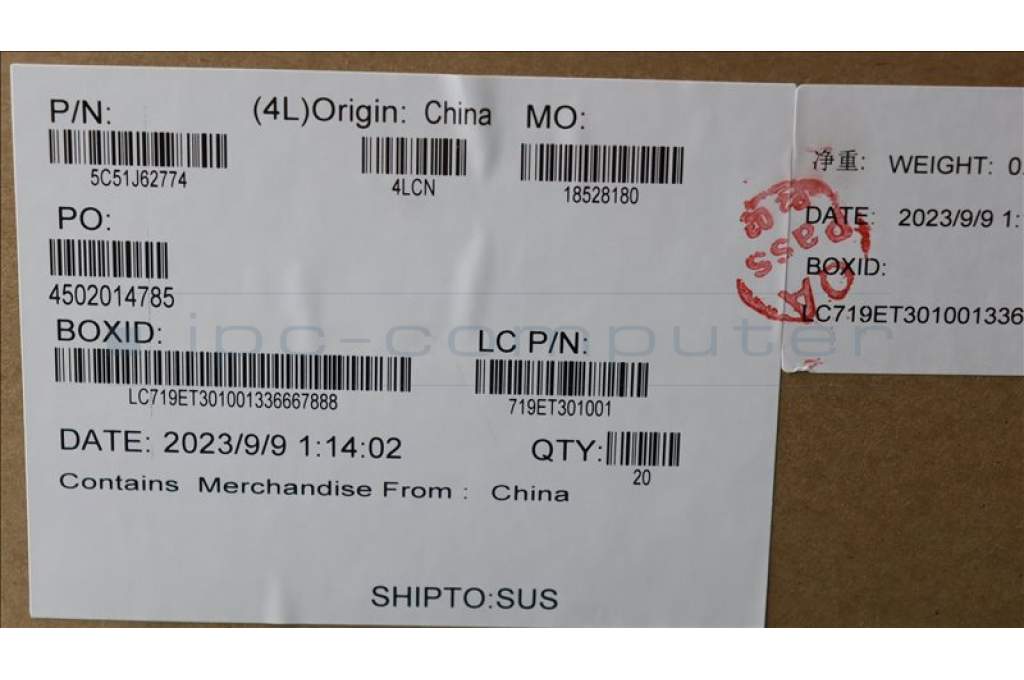 P/N: (4L)Origin: China MO:
5C51J62774 4LCN 18528180
PO:
4502014785
BOXID: LC P/N:
LC719ET301001336667888 719ET301001
DATE: 2023/9/9 1:14:02 QTY:
20
Contains Merchandise From : China
SHIPTO:SUS
净重: WEIGHT: 0.
DATE: 2023/9/9 1:
BOXID:
LC719ET301001336
QA
Pass
ipc-computer